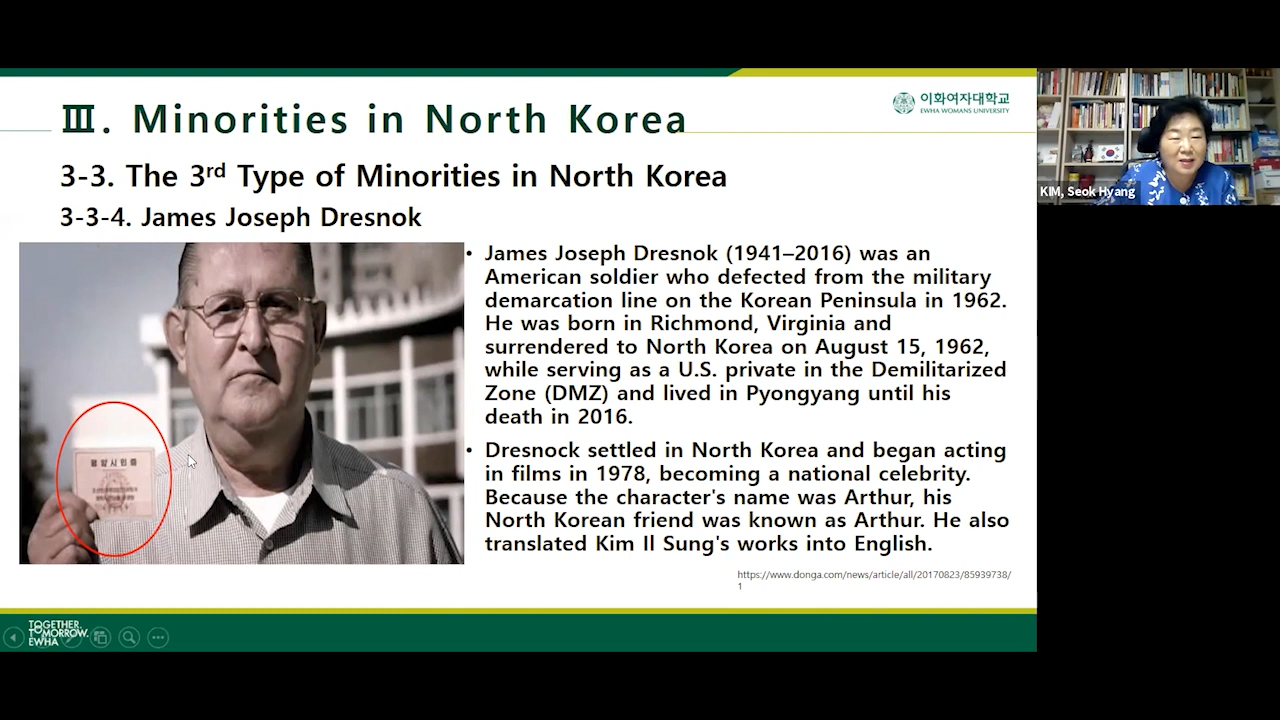 Ⅲ. Minorities in North Korea
이화여자대학교
EWHA WOMANS UNIVERSITY
3-3. The 3rd Type of Minorities in North Korea
3-3-4. James Joseph Dresnok
• James Joseph Dresnok (1941–2016) was an
American soldier who defected from the military
demarcation line on the Korean Peninsula in 1962.
He was born in Richmond, Virginia and
surrendered to North Korea on August 15, 1962,
while serving as a U.S. private in the Demilitarized
Zone (DMZ) and lived in Pyongyang until his
death in 2016.
• Dresnock settled in North Korea and began acting
in films in 1978, becoming a national celebrity.
Because the character's name was Arthur, his
North Korean friend was known as Arthur. He also
translated Kim Il Sung's works into English.
평양시민증
https://www.donga.com/news/article/all/20170823/85939738/
1
TOGETHER.
TOMORROW.
EWHA
KIM, Seok Hyang